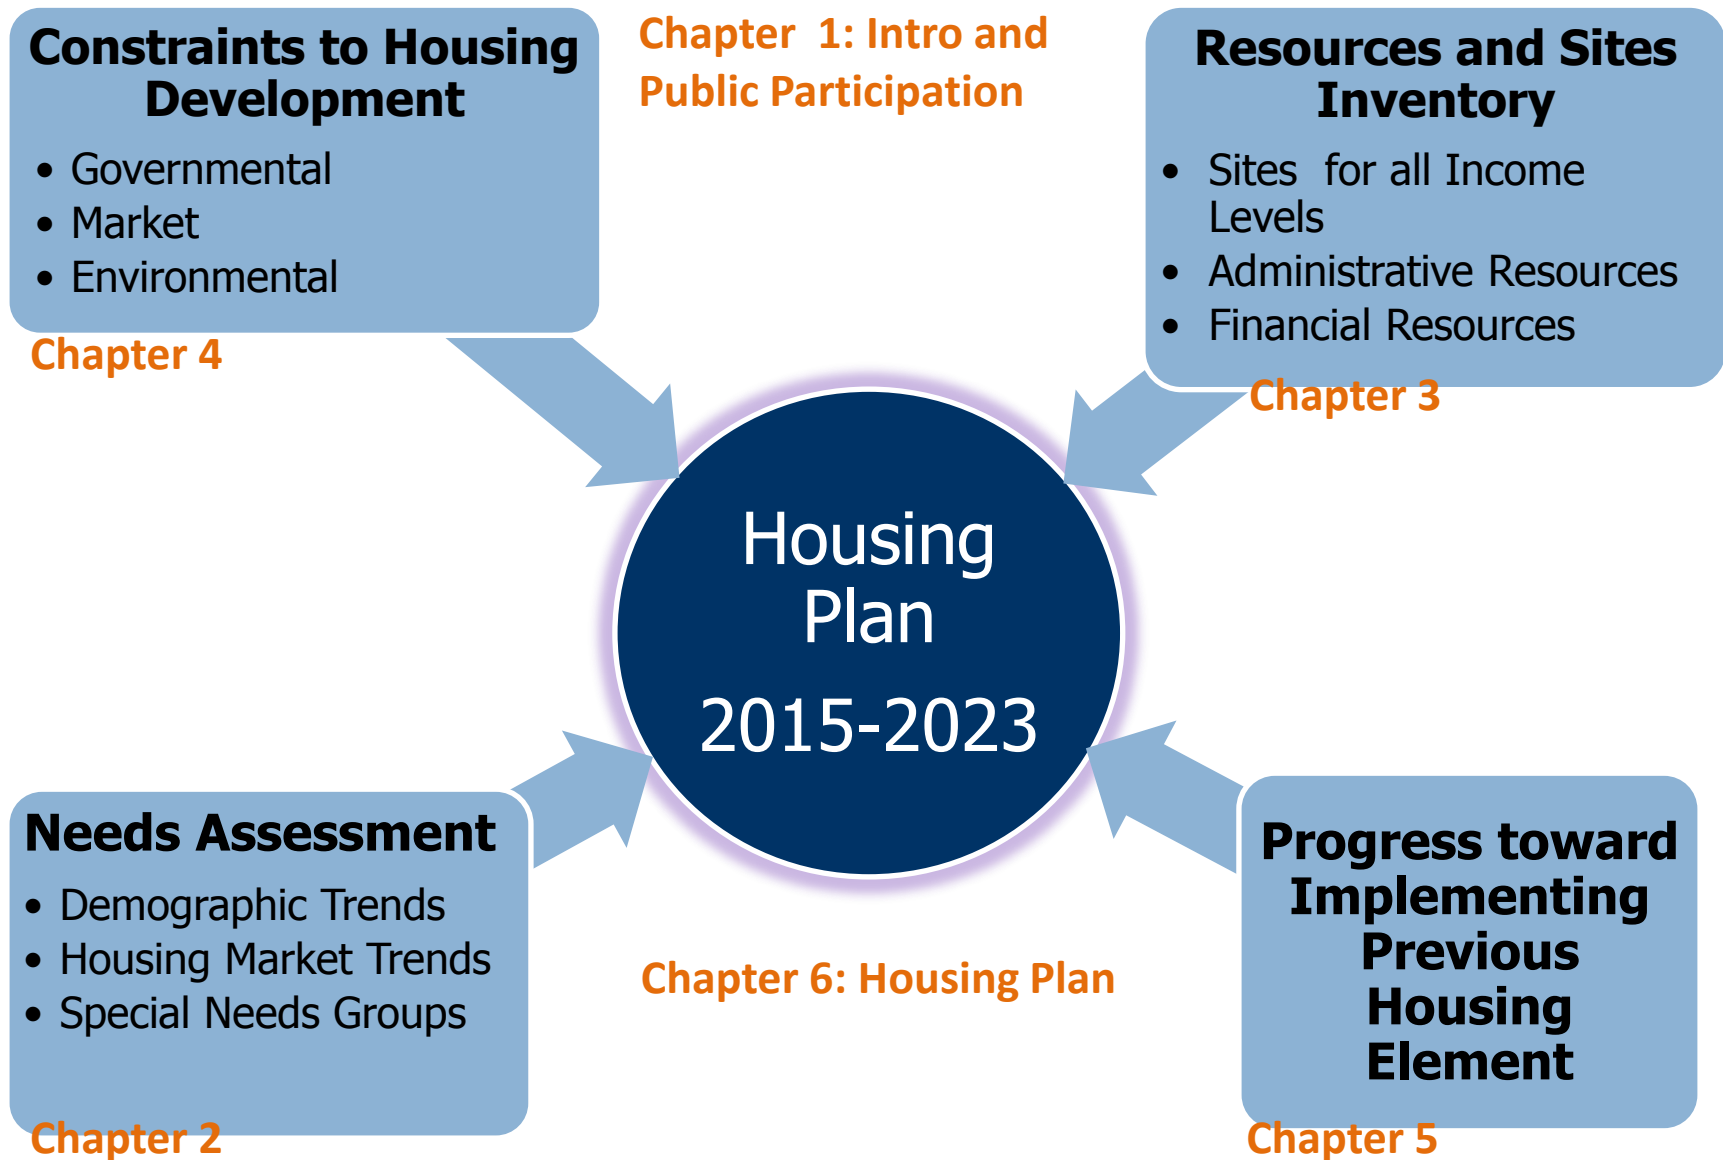 Constraints to Housing
Development
• Governmental
• Market
• Environmental
Chapter 4
Chapter 1: Intro and
Public Participation
Resources and Sites
Inventory
• Sites for all Income
Levels
• Administrative Resources
• Financial Resources
Chapter 3
Housing
Plan
2015-2023
Needs Assessment
• Demographic Trends
• Housing Market Trends
• Special Needs Groups
Chapter 2
Chapter 6: Housing Plan
Progress toward
Implementing
Previous
Housing
Element
Chapter 5